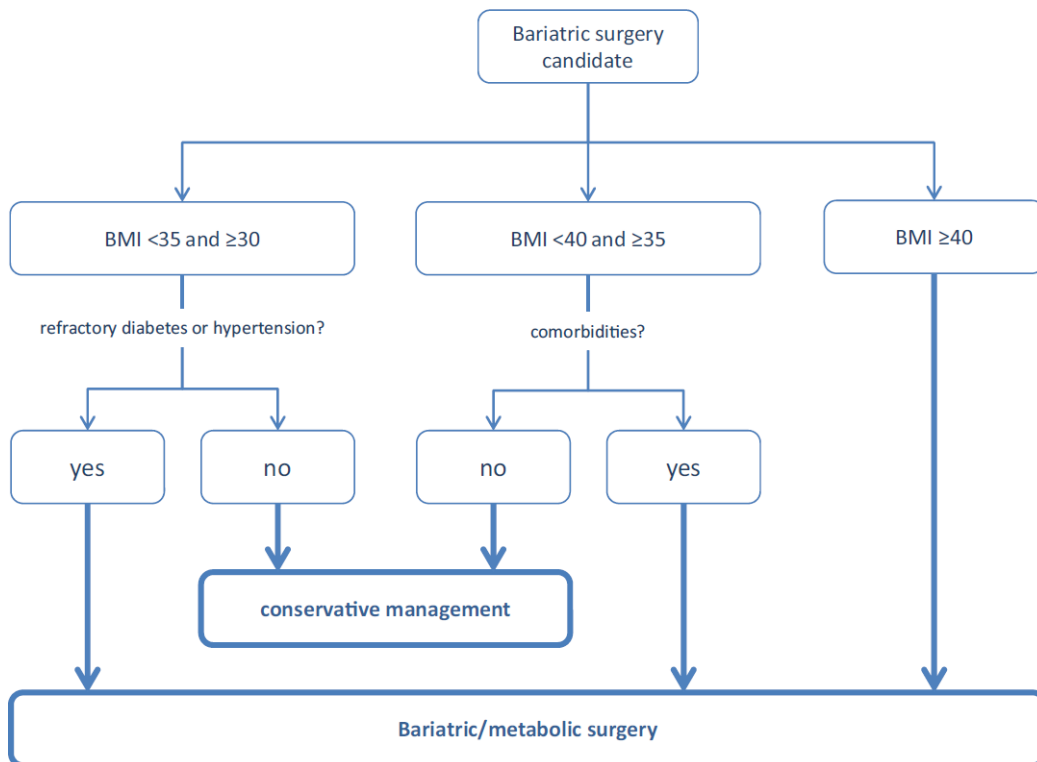 Bariatric surgery
candidate
BMI <35 and ≥30
BMI <40 and ≥35
BMI ≥40
refractory diabetes or hypertension?
comorbidities?
yes
no
no
yes
conservative management
Bariatric/metabolic surgery